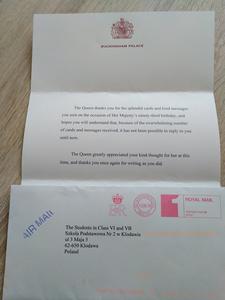 BUCKINGHAM PALACE
The Queen thanks you for the splendid cards and kind messages
you sent on the occasion of Her Majesty's ninety-third birthday, and
hopes you will understand that, because of the overwhelming number
of cards and messages received, it has not been possible to reply to you
until now.
The Queen greatly appreciated your kind thought for her at this
time, and thanks you once again for writing as you did.
AIR MAIL
ROYAL MAIL
The Students in Class VI and VII
Szkoła Podstawowa Nr 2 w Kłodawa
ul 3 Maja 3
62-650 Kłodawa
Poland